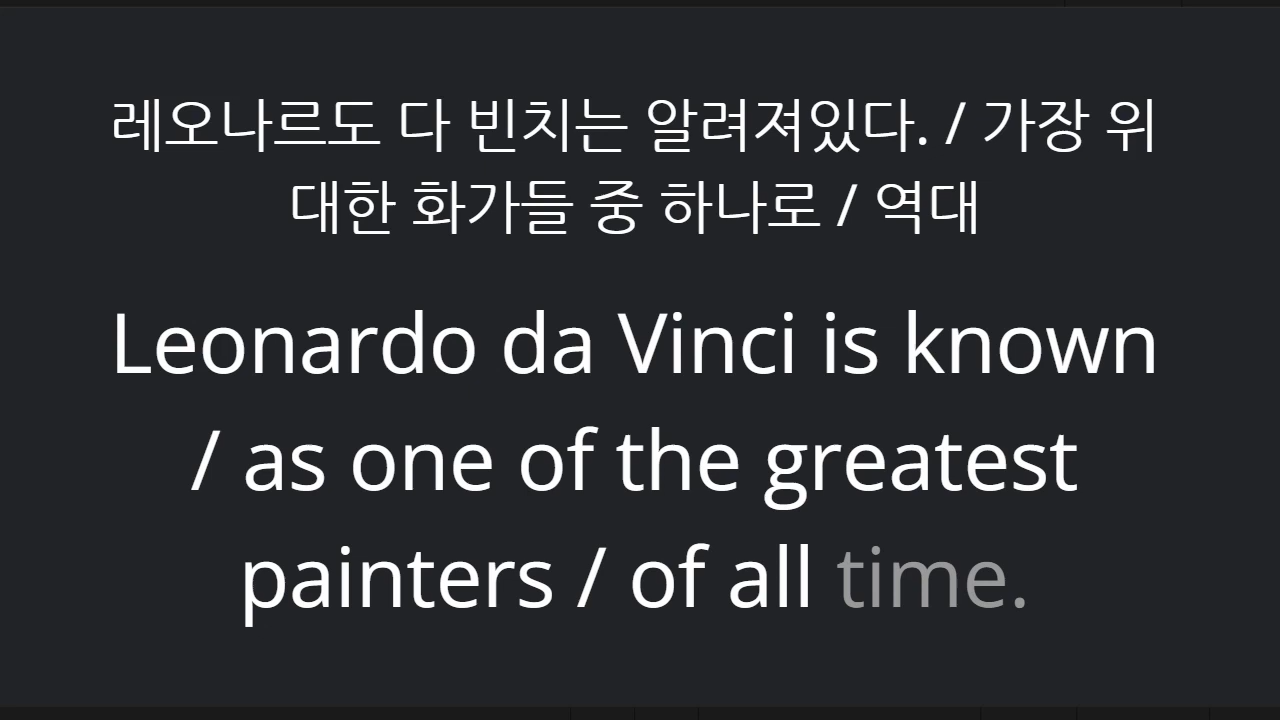 레오나르도 다 빈치는 알려져있다. / 가장 위
대한 화가들 중 하나로 / 역대
Leonardo da Vinci is known
/ as one of the greatest
painters / of all time.